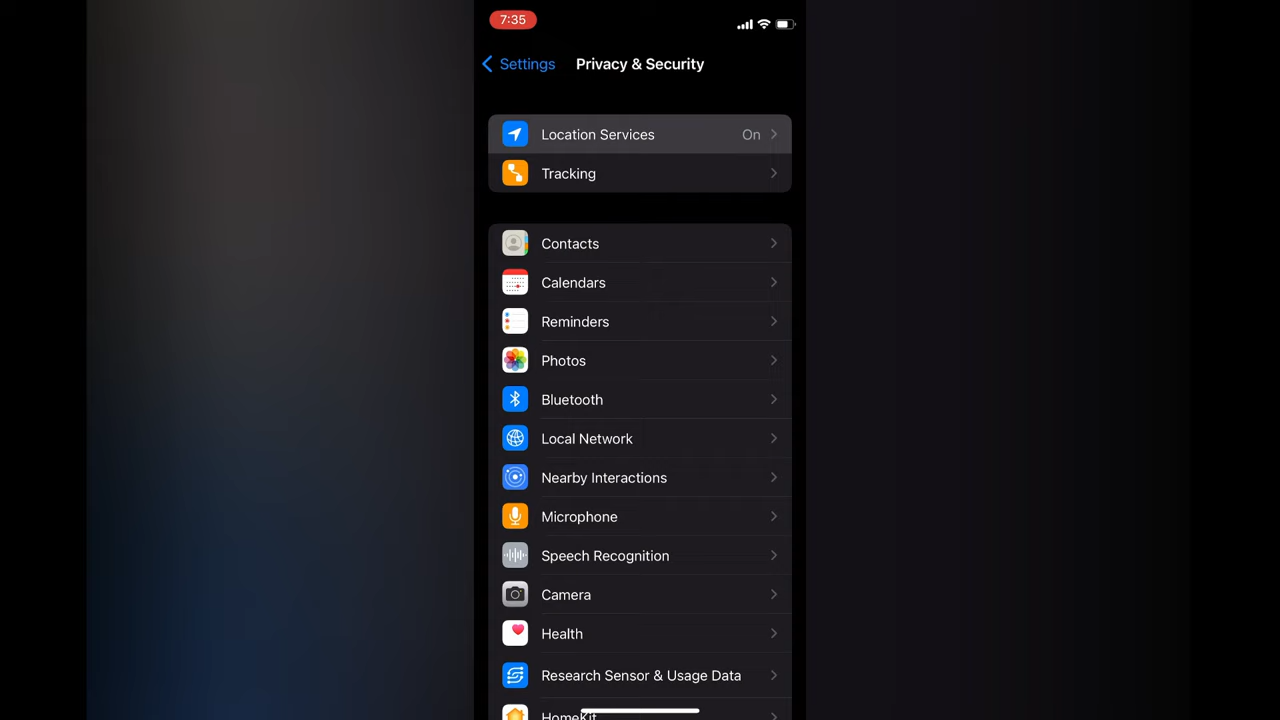 7:35
Settings
Privacy & Security
Location Services On
Tracking
Contacts
Calendars
Reminders
Photos
Bluetooth
Local Network
Nearby Interactions
Microphone
Speech Recognition
Camera
Health
Research Sensor & Usage Data
HomeKit